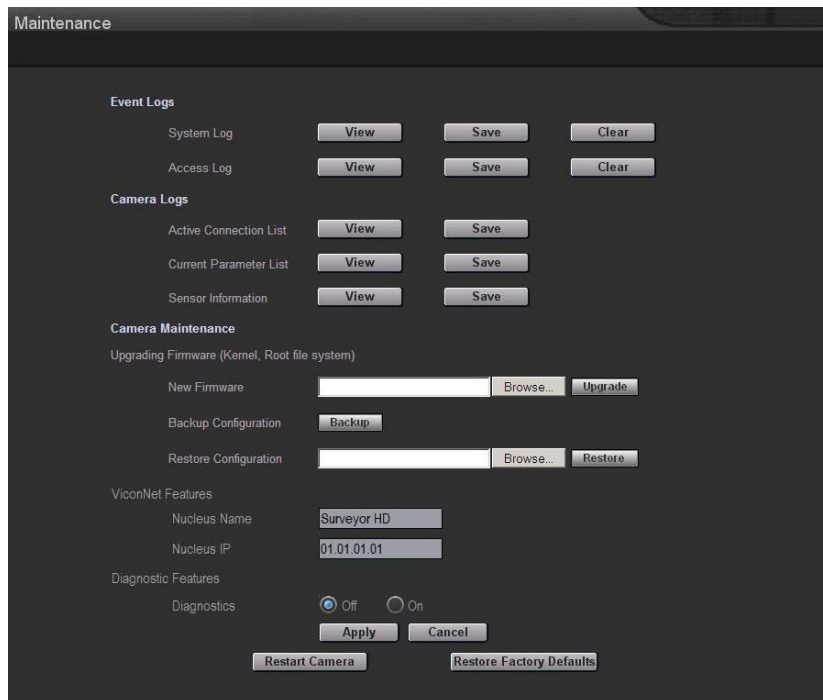 Maintenance
Event Logs
System Log View Save Clear
Access Log View Save Clear
Camera Logs
Active Connection List View Save
Current Parameter List View Save
Sensor Information View Save
Camera Maintenance
Upgrading Firmware (Kernel, Root file system)
New Firmware Browse... Upgrade
Backup Configuration Backup
Restore Configuration Browse... Restore
ViconNet Features
Nucleus Name Surveyor HD
Nucleus IP 01.01.01.01
Diagnostic Features
Diagnostics Off On
Apply Cancel
Restart Camera Restore Factory Defaults